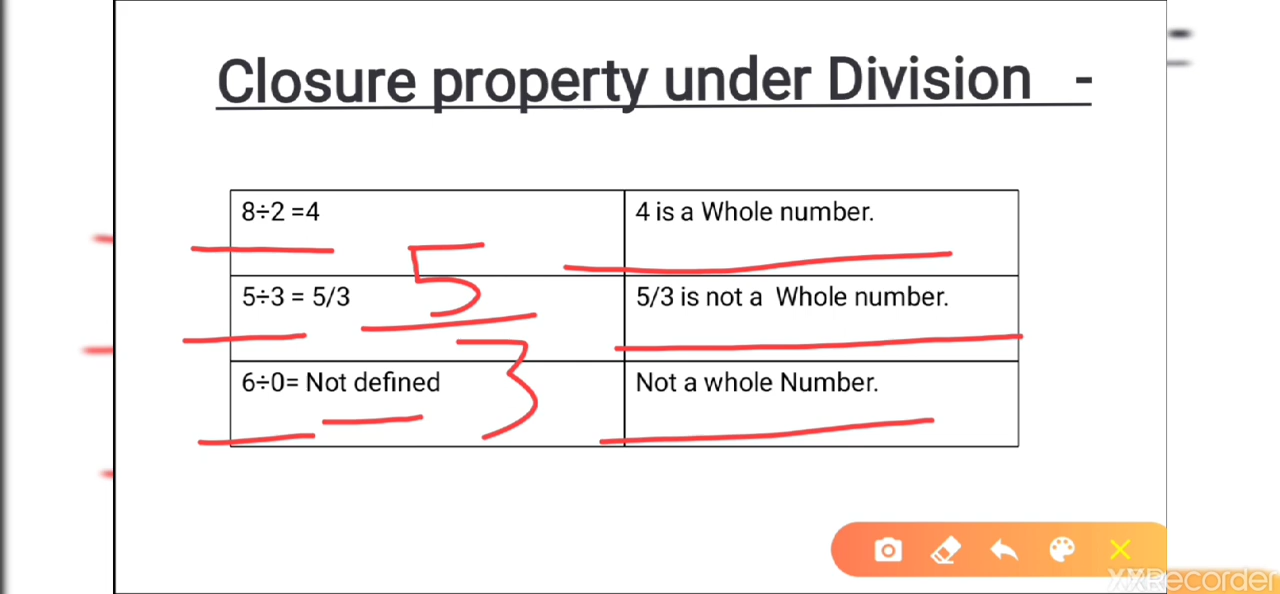 Closure property under Division -
8÷2 =4
4 is a Whole number.
5÷3 = 5/3
5/3 is not a Whole number.
5
3
6÷0= Not defined
Not a whole Number.
XXRecorder